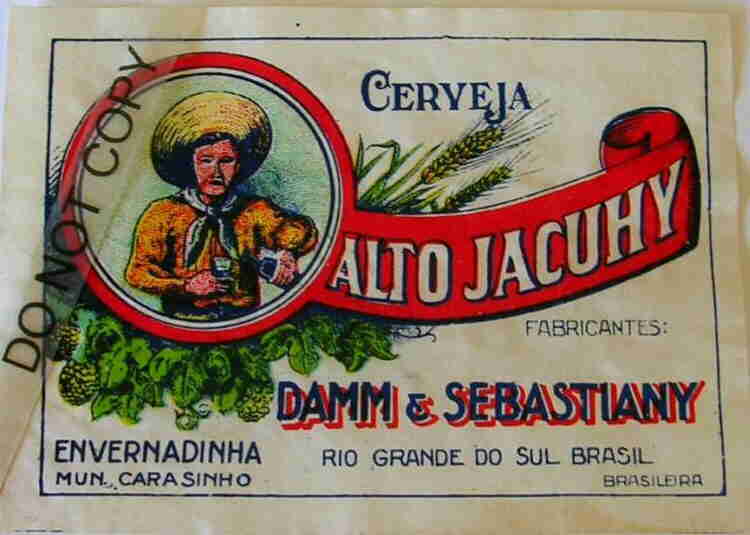 DO NOT COPY
CERVEJA
ALTO JACUHY
FABRICANTES:
DAMM & SEBASTIANY
ENVERNADINHA
MUN. CARASINHO
RIO GRANDE DO SUL BRASIL
BRASILEIRA